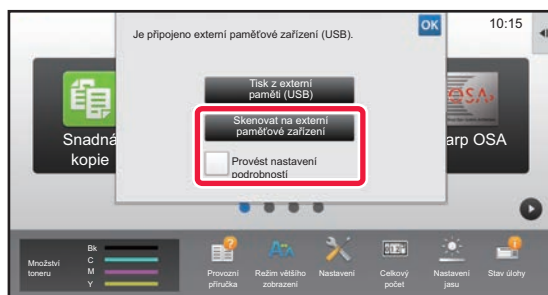 10:15
Je připojeno externí paměťové zařízení (USB).
OK
Tisk z externí
paměti (USB)
Skenovat na externí
paměťové zařízení
Provést nastavení
podrobností
Snadná
kopie
arp OSA
Množství
toneru
Bk
C
M
Y
Provozní
příručka
Režim většího
zobrazení
Nastavení
Celkový
počet
Nastavení
jasu
Stav úlohy